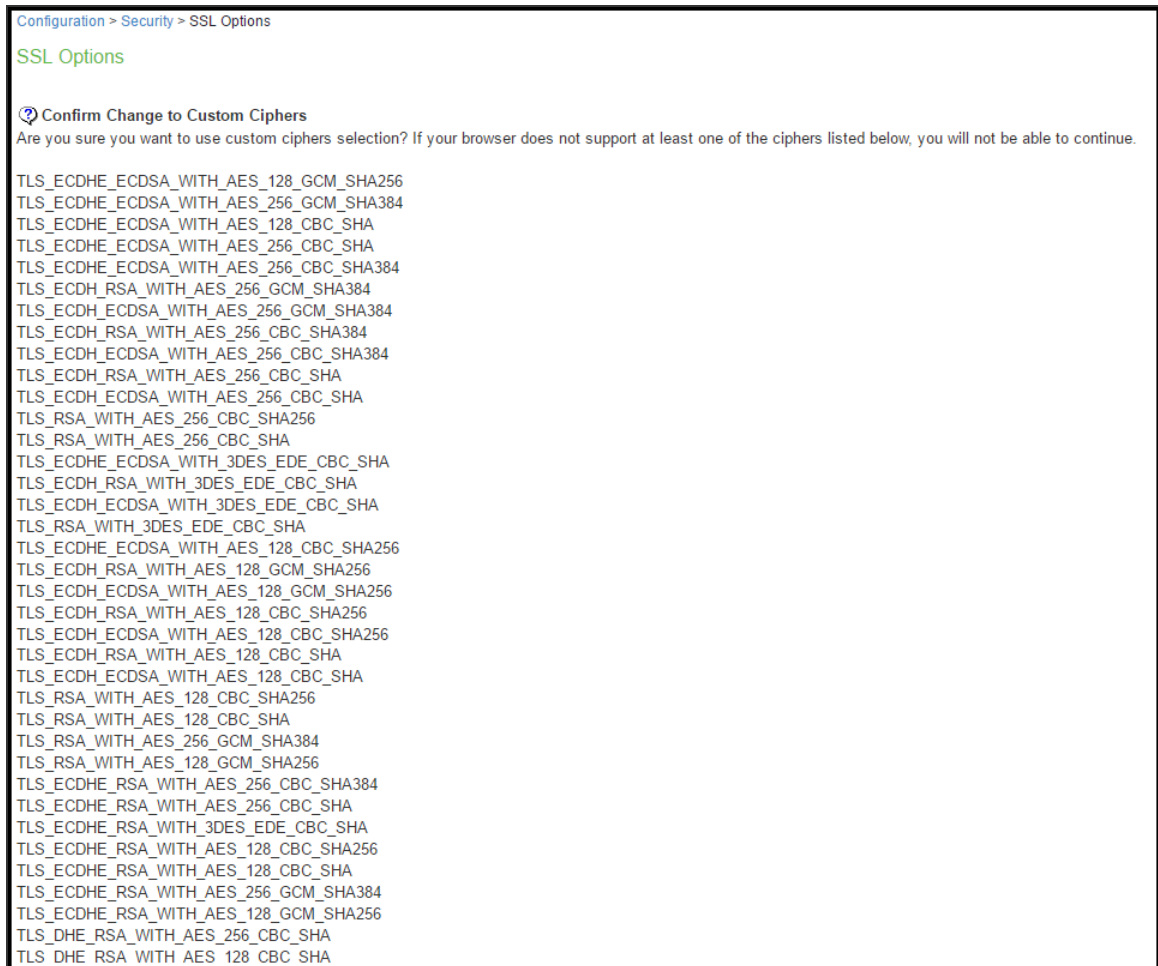 Configuration > Security > SSL Options
SSL Options
Confirm Change to Custom Ciphers
Are you sure you want to use custom ciphers selection? If your browser does not support at least one of the ciphers listed below, you will not be able to continue.
TLS_ECDHE_ECDSA_WITH_AES_128_GCM_SHA256
TLS_ECDHE_ECDSA_WITH_AES_256_GCM_SHA384
TLS_ECDHE_ECDSA_WITH_AES_128_CBC_SHA
TLS_ECDHE_ECDSA_WITH_AES_256_CBC_SHA
TLS_ECDHE_ECDSA_WITH_AES_256_CBC_SHA384
TLS_ECDH_RSA_WITH_AES_256_GCM_SHA384
TLS_ECDH_ECDSA_WITH_AES_256_GCM_SHA384
TLS_ECDH_RSA_WITH_AES_256_CBC_SHA384
TLS_ECDH_ECDSA_WITH_AES_256_CBC_SHA384
TLS_ECDH_RSA_WITH_AES_256_CBC_SHA
TLS_ECDH_ECDSA_WITH_AES_256_CBC_SHA
TLS_RSA_WITH_AES_256_CBC_SHA256
TLS_RSA_WITH_AES_256_CBC_SHA
TLS_ECDHE_ECDSA_WITH_3DES_EDE_CBC_SHA
TLS_ECDH_RSA_WITH_3DES_EDE_CBC_SHA
TLS_ECDH_ECDSA_WITH_3DES_EDE_CBC_SHA
TLS_RSA_WITH_3DES_EDE_CBC_SHA
TLS_ECDHE_ECDSA_WITH_AES_128_CBC_SHA256
TLS_ECDH_RSA_WITH_AES_128_GCM_SHA256
TLS_ECDH_ECDSA_WITH_AES_128_GCM_SHA256
TLS_ECDH_RSA_WITH_AES_128_CBC_SHA256
TLS_ECDH_ECDSA_WITH_AES_128_CBC_SHA256
TLS_ECDH_RSA_WITH_AES_128_CBC_SHA
TLS_ECDH_ECDSA_WITH_AES_128_CBC_SHA
TLS_RSA_WITH_AES_128_CBC_SHA256
TLS_RSA_WITH_AES_128_CBC_SHA
TLS_RSA_WITH_AES_256_GCM_SHA384
TLS_RSA_WITH_AES_128_GCM_SHA256
TLS_ECDHE_RSA_WITH_AES_256_CBC_SHA384
TLS_ECDHE_RSA_WITH_AES_256_CBC_SHA
TLS_ECDHE_RSA_WITH_3DES_EDE_CBC_SHA
TLS_ECDHE_RSA_WITH_AES_128_CBC_SHA256
TLS_ECDHE_RSA_WITH_AES_128_CBC_SHA
TLS_ECDHE_RSA_WITH_AES_256_GCM_SHA384
TLS_ECDHE_RSA_WITH_AES_128_GCM_SHA256
TLS_DHE_RSA_WITH_AES_256_CBC_SHA
TLS_DHE_RSA_WITH_AES_128_CBC_SHA